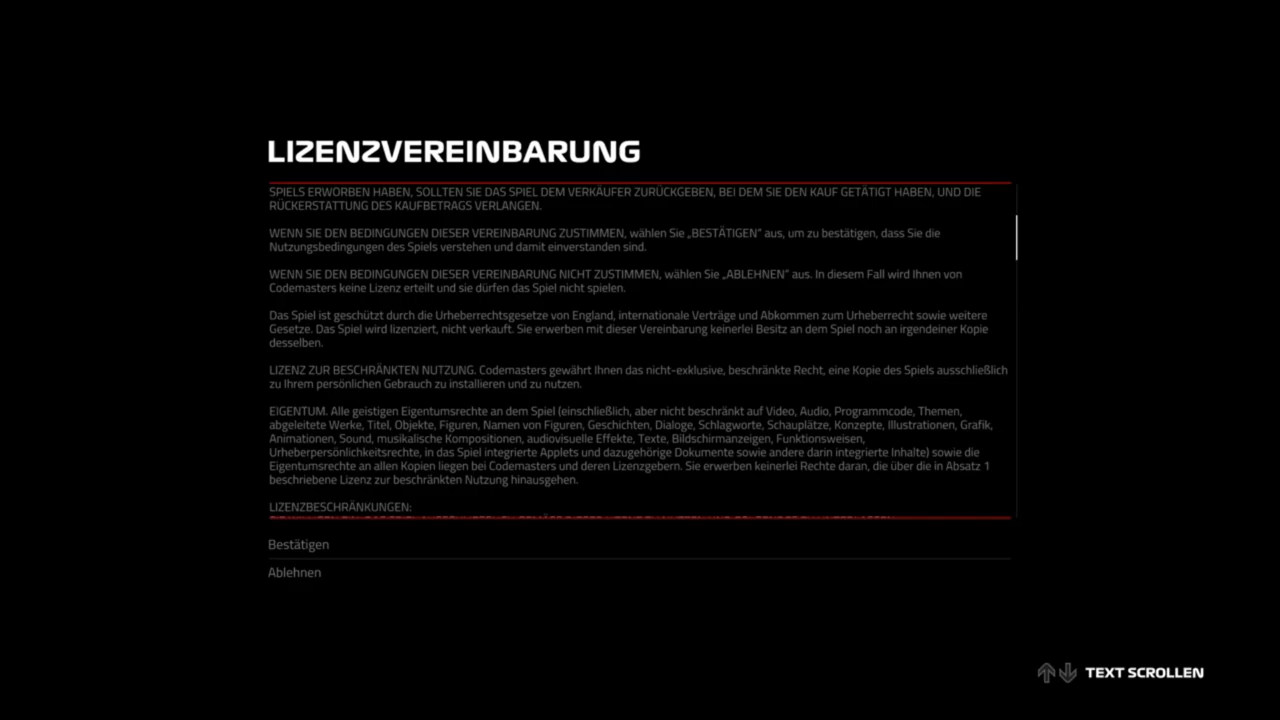 LIZENZVEREINBARUNG
SPIELS ERWORBEN HABEN, SOLLTEN SIE DAS SPIEL DEM VERKÄUFER ZURÜCKGEBEN, BEI DEM SIE DEN KAUF GETÄTIGT HABEN, UND DIE
RÜCKERSTATTUNG DES KAUFBETRAGS VERLANGEN.
WENN SIE DEN BEDINGUNGEN DIESER VEREINBARUNG ZUSTIMMEN, wählen Sie „BESTÄTIGEN“ aus, um zu bestätigen, dass Sie die
Nutzungsbedingungen des Spiels verstehen und damit einverstanden sind.
WENN SIE DEN BEDINGUNGEN DIESER VEREINBARUNG NICHT ZUSTIMMEN, wählen Sie „ABLEHNEN“ aus. In diesem Fall wird Ihnen von
Codemasters keine Lizenz erteilt und sie dürfen das Spiel nicht spielen.
Das Spiel ist geschützt durch die Urheberrechtsgesetze von England, internationale Verträge und Abkommen zum Urheberrecht sowie weitere
Gesetze. Das Spiel wird lizenziert, nicht verkauft. Sie erwerben mit dieser Vereinbarung keinerlei Besitz an dem Spiel noch an irgendeiner Kopie
desselben.
LIZENZ ZUR BESCHRÄNKTEN NUTZUNG. Codemasters gewährt Ihnen das nicht-exklusive, beschränkte Recht, eine Kopie des Spiels ausschließlich
zu Ihrem persönlichen Gebrauch zu installieren und zu nutzen.
EIGENTUM. Alle geistigen Eigentumsrechte an dem Spiel (einschließlich, aber nicht beschränkt auf Video, Audio, Programmcode, Themen,
abgeleitete Werke, Titel, Objekte, Figuren, Namen von Figuren, Geschichten, Dialoge, Schlagworte, Schauplätze, Konzepte, Illustrationen, Grafik,
Animationen, Sound, musikalische Kompositionen, audiovisuelle Effekte, Texte, Bildschirmanzeigen, Funktionsweisen,
Urheberpersönlichkeitsrechte, in das Spiel integrierte Applets und dazugehörige Dokumente sowie andere darin integrierte Inhalte) sowie die
Eigentumsrechte an allen Kopien liegen bei Codemasters und deren Lizenzgebern. Sie erwerben keinerlei Rechte daran, die über die in Absatz 1
beschriebene Lizenz zur beschränkten Nutzung hinausgehen.
LIZENZBESCHRÄNKUNGEN:
Bestätigen
Ablehnen
TEXT SCROLLEN